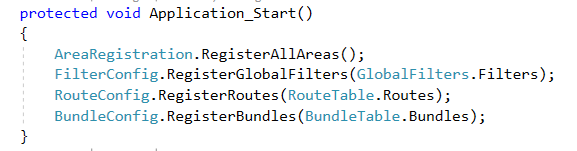 protected void Application_Start()
{
    AreaRegistration.RegisterAllAreas();
    FilterConfig.RegisterGlobalFilters(GlobalFilters.Filters);
    RouteConfig.RegisterRoutes(RouteTable.Routes);
    BundleConfig.RegisterBundles(BundleTable.Bundles);
}